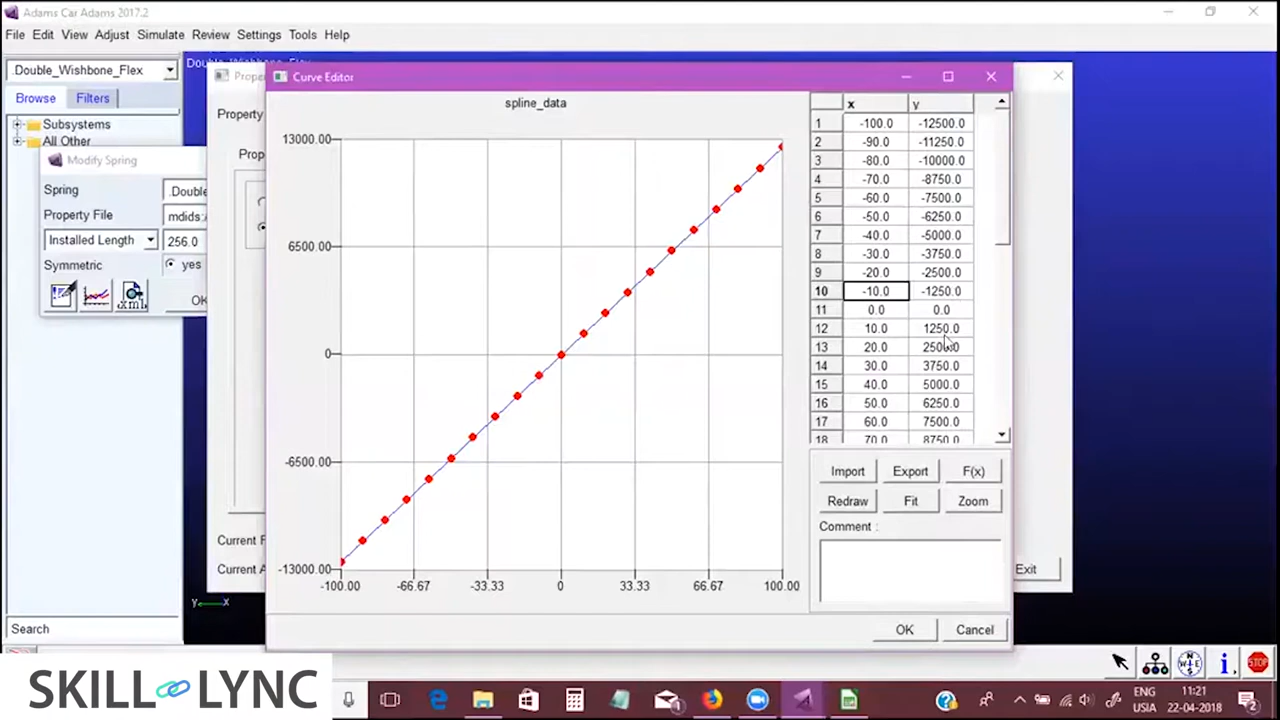 Adams Car Adams 2017.2
File Edit View Adjust Simulate Review Settings Tools Help
.Double_Wishbone_Flex
Browse Filters
Subsystems
All Other
Modify Spring
Spring .Double
Property File mdids:
Installed Length 256.0
Symmetric yes
xml
OK
Search
Property
Curve Editor
spline_data
13000.00
6500.00
0
-6500.00
-13000.00
-100.00 -66.67 -33.33 0 33.33 66.67 100.00
x y
1 -100.0 -12500.0
2 -90.0 -11250.0
3 -80.0 -10000.0
4 -70.0 -8750.0
5 -60.0 -7500.0
6 -50.0 -6250.0
7 -40.0 -5000.0
8 -30.0 -3750.0
9 -20.0 -2500.0
10 -10.0 -1250.0
11 0.0 0.0
12 10.0 1250.0
13 20.0 2500.0
14 30.0 3750.0
15 40.0 5000.0
16 50.0 6250.0
17 60.0 7500.0
18 70.0 8750.0
Import Export F(x)
Redraw Fit Zoom
Comment :
OK Cancel
Exit
Y X
SKILL LYNC
ENG
USIA
11:21
22-04-2018
STOP